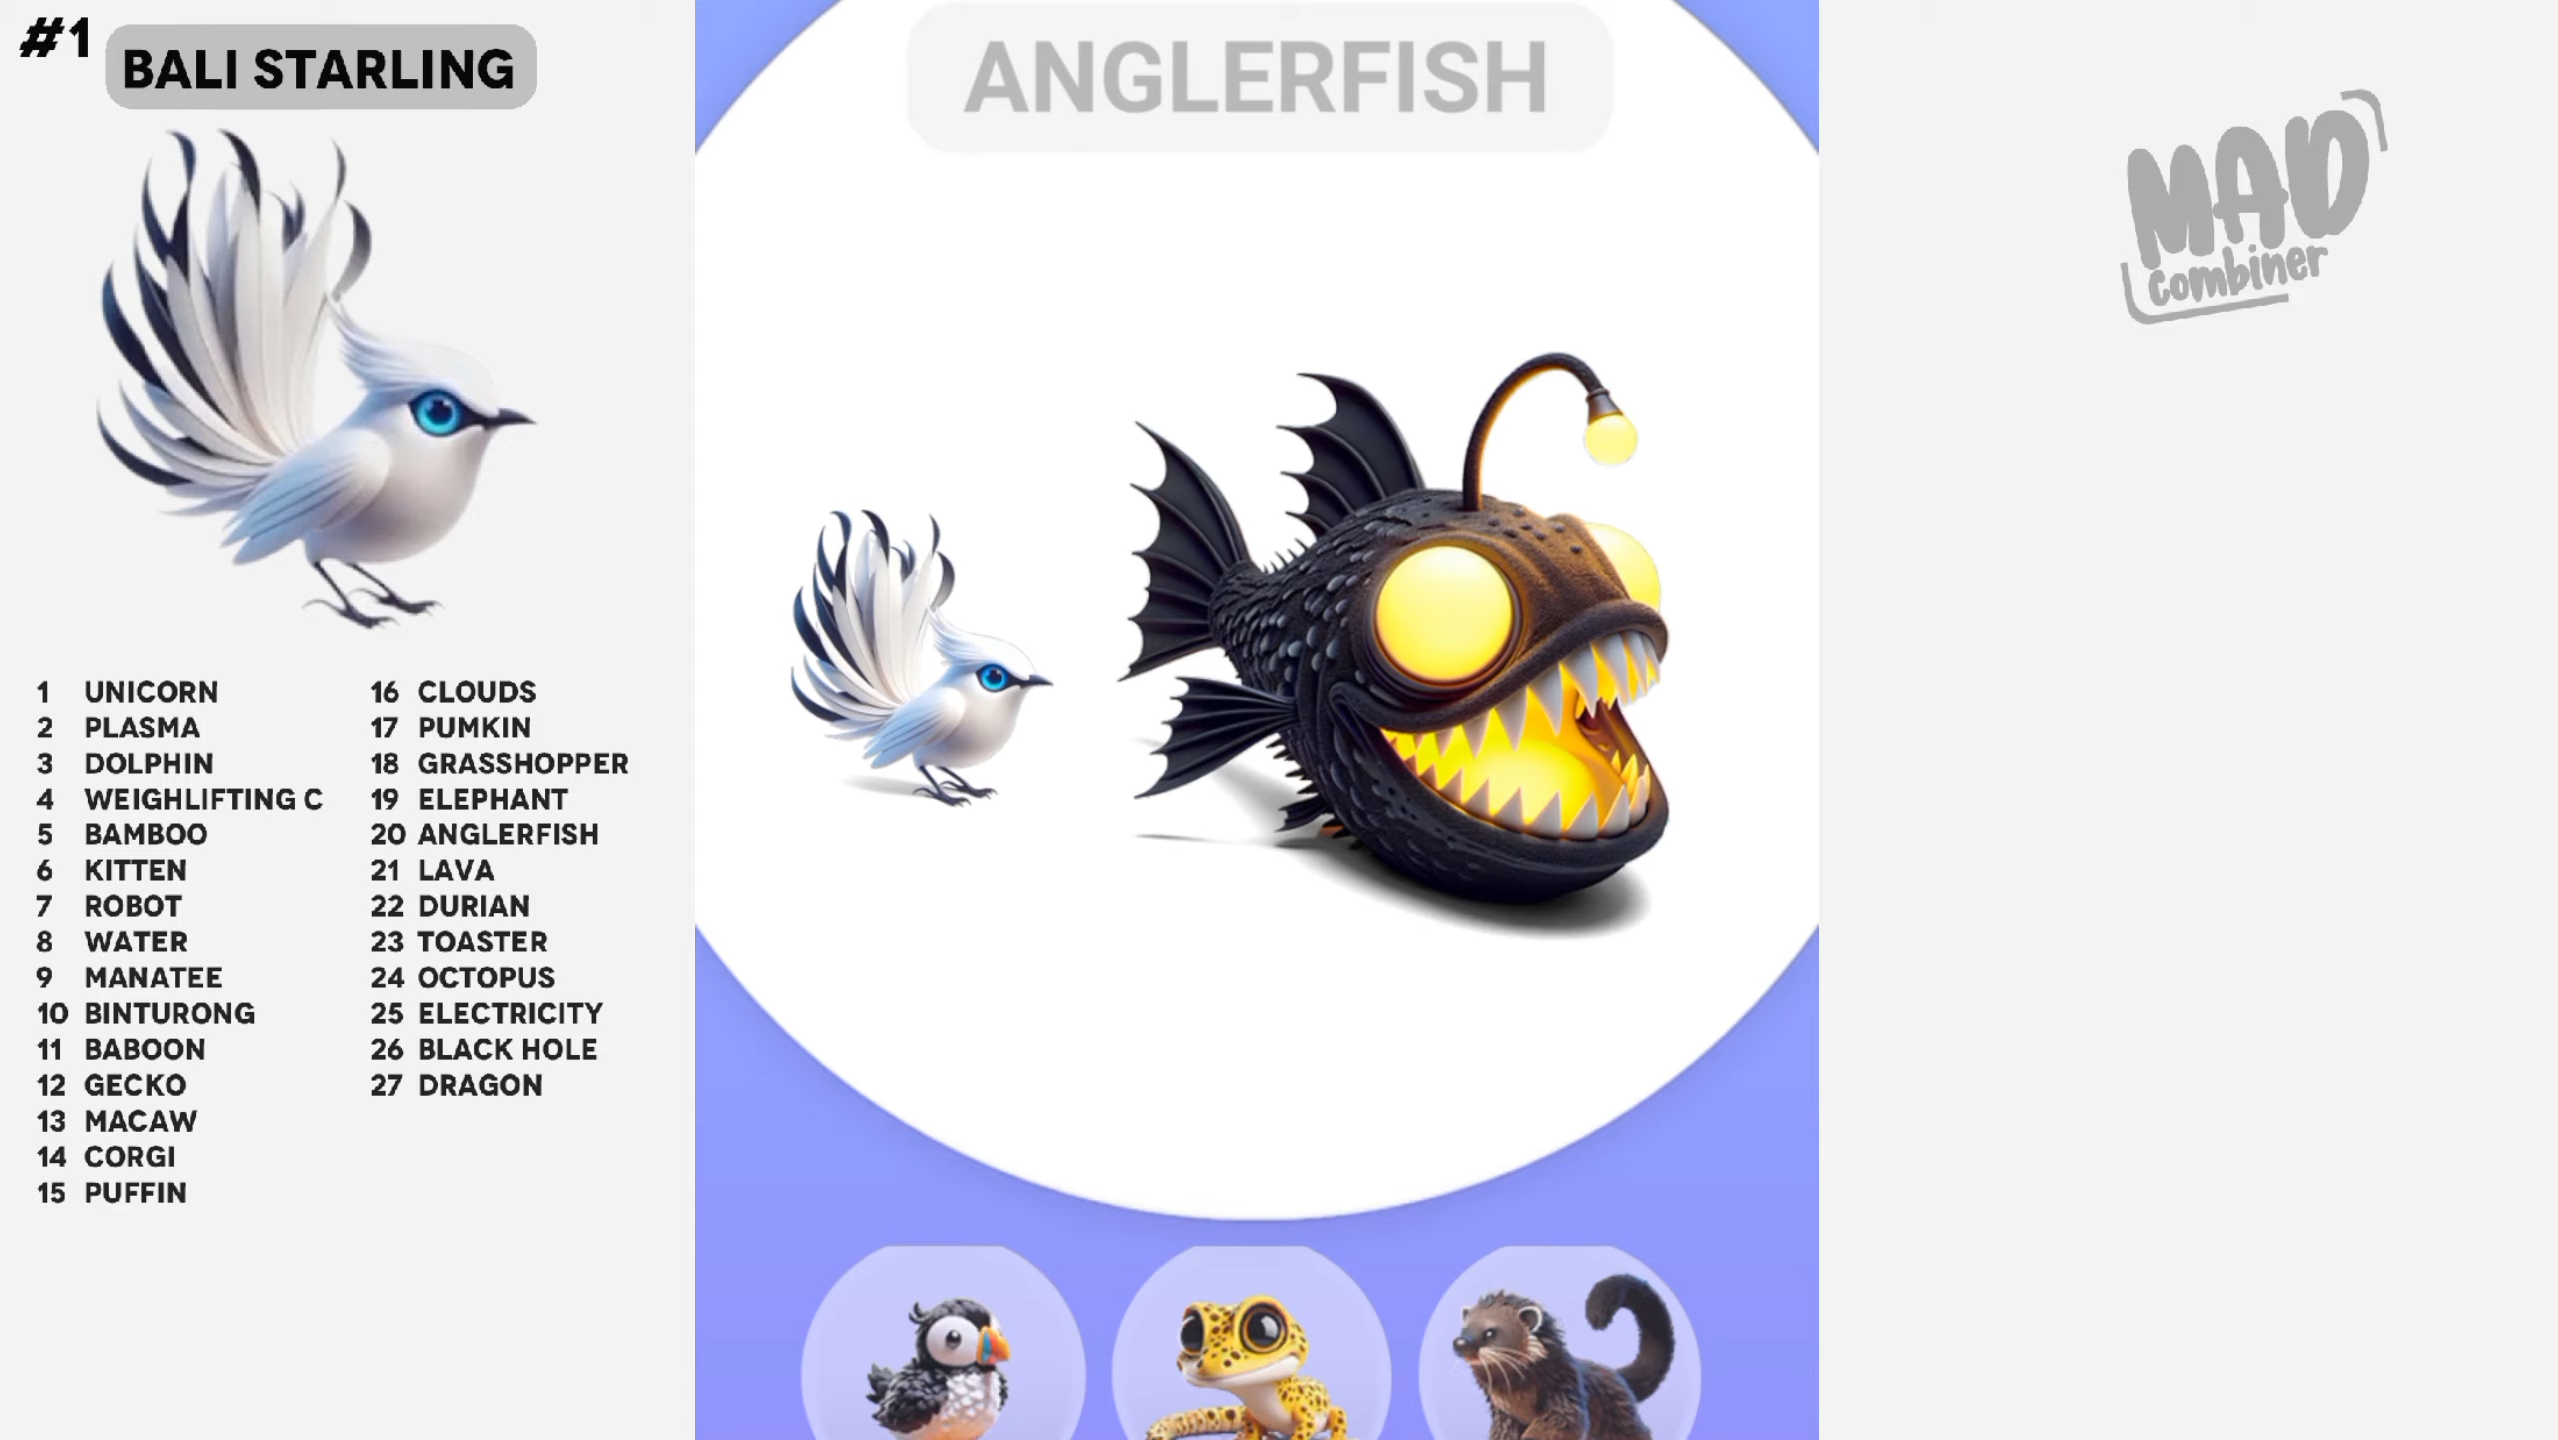 #1
BALI STARLING
1 UNICORN
2 PLASMA
3 DOLPHIN
4 WEIGHLIFTING C
5 BAMBOO
6 KITTEN
7 ROBOT
8 WATER
9 MANATEE
10 BINTURONG
11 BABOON
12 GECKO
13 MACAW
14 CORGI
15 PUFFIN
16 CLOUDS
17 PUMKIN
18 GRASSHOPPER
19 ELEPHANT
20 ANGLERFISH
21 LAVA
22 DURIAN
23 TOASTER
24 OCTOPUS
25 ELECTRICITY
26 BLACK HOLE
27 DRAGON
ANGLERFISH
MAD
combiner